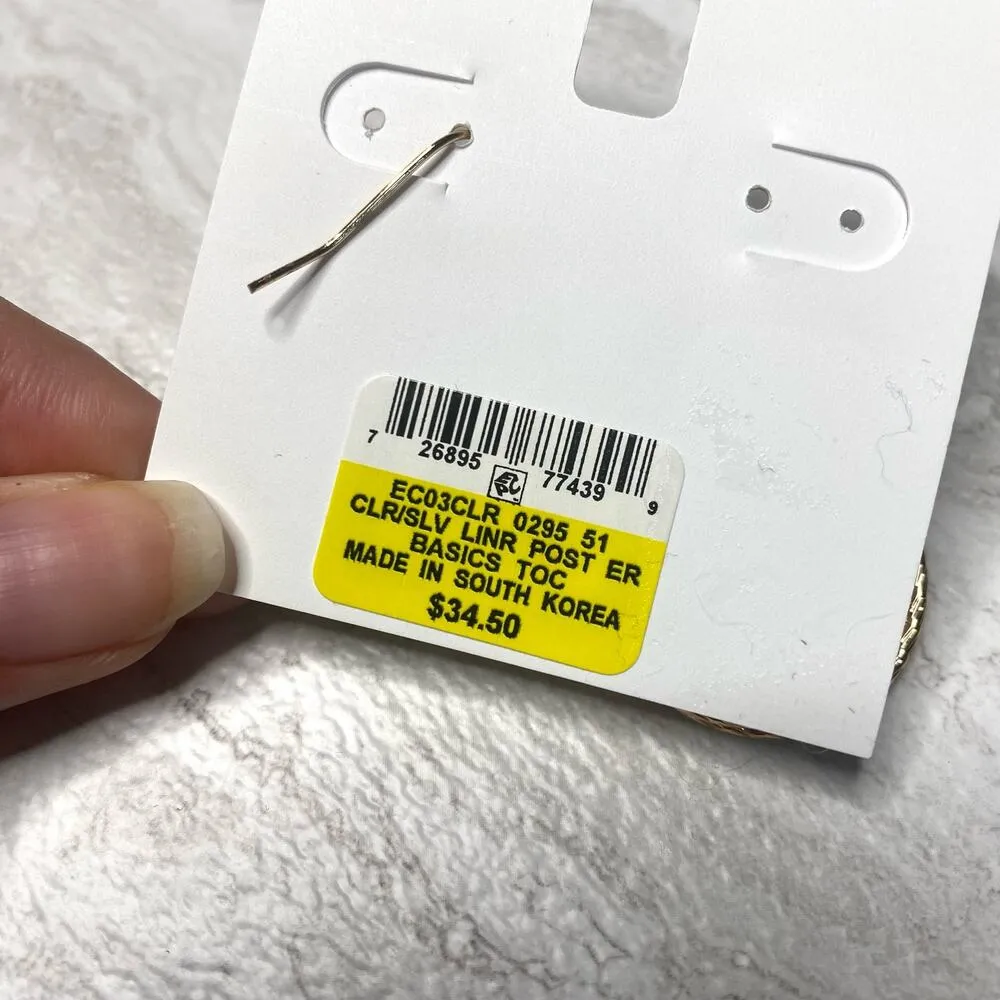 7 26895 77439 9
EC03CLR 0295 51
CLR/SLV LINR POST ER
BASICS TOC
MADE IN SOUTH KOREA
$34.50